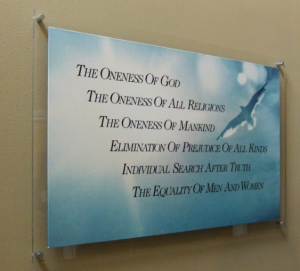 The Oneness Of God
The Oneness Of All Religions
The Oneness Of Mankind
Elimination Of Prejudice Of All Kinds
Individual Search After Truth
The Equality Of Men And Women